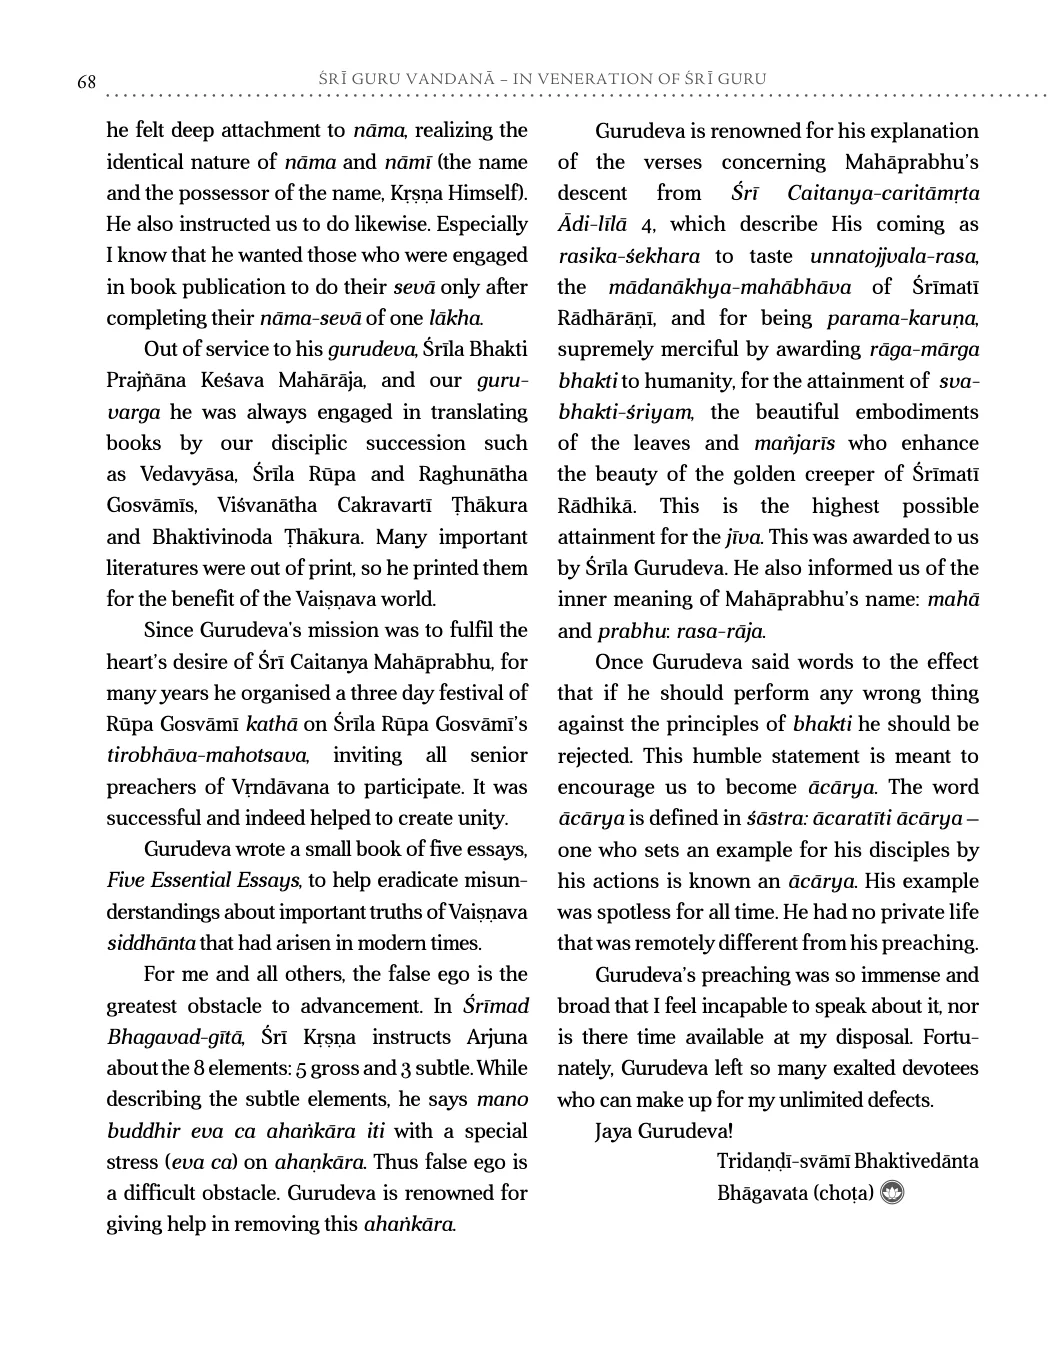 68
ŚRĪ GURU VANDANĀ – IN VENERATION OF ŚRĪ GURU
he felt deep attachment to nāma, realizing the
identical nature of nāma and nāmī (the name
and the possessor of the name, Kṛṣṇa Himself).
He also instructed us to do likewise. Especially
I know that he wanted those who were engaged
in book publication to do their sevā only after
completing their nāma-sevā of one lākha.
Out of service to his gurudeva, Śrīla Bhakti
Prajñāna Keśava Mahārāja, and our guru-
varga he was always engaged in translating
books by our disciplic succession such
as Vedavyāsa, Śrīla Rūpa and Raghunātha
Gosvāmīs, Viśvanātha Cakravartī Ṭhākura
and Bhaktivinoda Ṭhākura. Many important
literatures were out of print, so he printed them
for the benefit of the Vaiṣṇava world.
Since Gurudeva's mission was to fulfil the
heart’s desire of Śrī Caitanya Mahāprabhu, for
many years he organised a three day festival of
Rūpa Gosvāmī kathā on Śrīla Rūpa Gosvāmī’s
tirobhāva-mahotsava, inviting all senior
preachers of Vṛndāvana to participate. It was
successful and indeed helped to create unity.
Gurudeva wrote a small book of five essays,
Five Essential Essays, to help eradicate misun-
derstandings about important truths of Vaiṣṇava
siddhānta that had arisen in modern times.
For me and all others, the false ego is the
greatest obstacle to advancement. In Śrīmad
Bhagavad-gītā, Śrī Kṛṣṇa instructs Arjuna
about the 8 elements: 5 gross and 3 subtle. While
describing the subtle elements, he says mano
buddhir eva ca ahaṅkāra iti with a special
stress (eva ca) on ahaṇkāra. Thus false ego is
a difficult obstacle. Gurudeva is renowned for
giving help in removing this ahaṅkāra.
Gurudeva is renowned for his explanation
of the verses concerning Mahāprabhu’s
descent from Śrī Caitanya-caritāmṛta
Ādi-līlā 4, which describe His coming as
rasika-śekhara to taste unnatojjvala-rasa,
the mādanākhya-mahābhāva of Śrīmatī
Rādhārāṇī, and for being parama-karuṇa,
supremely merciful by awarding rāga-mārga
bhakti to humanity, for the attainment of sva-
bhakti-śriyam, the beautiful embodiments
of the leaves and mañjarīs who enhance
the beauty of the golden creeper of Śrīmatī
Rādhikā. This is the highest possible
attainment for the jīva. This was awarded to us
by Śrīla Gurudeva. He also informed us of the
inner meaning of Mahāprabhu’s name: mahā
and prabhu: rasa-rāja.
Once Gurudeva said words to the effect
that if he should perform any wrong thing
against the principles of bhakti he should be
rejected. This humble statement is meant to
encourage us to become ācārya. The word
ācārya is defined in śāstra: ācaratīti ācārya –
one who sets an example for his disciples by
his actions is known an ācārya. His example
was spotless for all time. He had no private life
that was remotely different from his preaching.
Gurudeva’s preaching was so immense and
broad that I feel incapable to speak about it, nor
is there time available at my disposal. Fortu-
nately, Gurudeva left so many exalted devotees
who can make up for my unlimited defects.
Jaya Gurudeva!
Tridaṇḍī-svāmī Bhaktivedānta
Bhāgavata (choṭa)